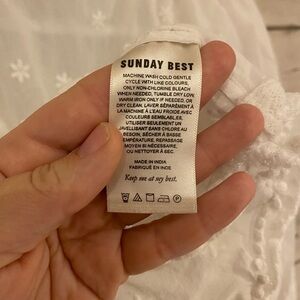 SUNDAY BEST
MACHINE WASH COLD GENTLE
CYCLE WITH LIKE COLOURS,
ONLY NON-CHLORINE BLEACH
WHEN NEEDED, TUMBLE DRY LOW.
WARM IRON ONLY IF NEEDED, OR
DRY CLEAN. LAVER SÉPARÉMENT À
LA MACHINE À L'EAU FROIDE AVEC
COULEURS SEMBLABLES,
UTILISER SEULEMENT UN
JAVELLISANT SANS CHLORE AU
BESOIN, SÉCHER À BASSE
TEMPÉRATURE, REPASSAGE
MOYEN SI NÉCESSAIRE,
OU NETTOYER À SEC.
MADE IN INDIA
FABRIQUÉ EN INDE
Keep me at my best.